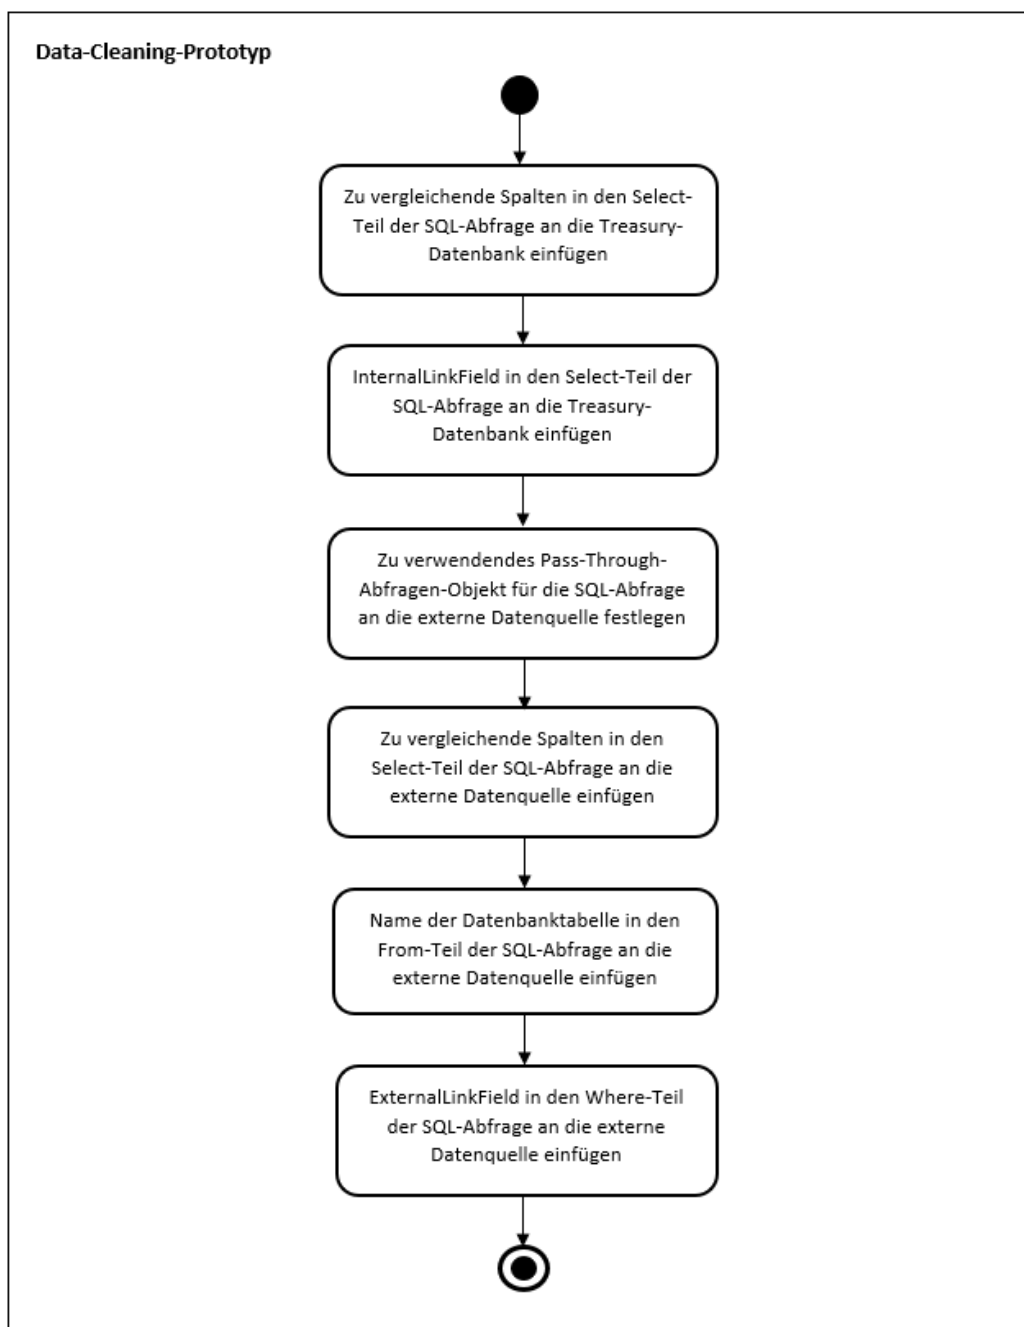 Data-Cleaning-Prototyp
Zu vergleichende Spalten in den Select-
Teil der SQL-Abfrage an die Treasury-
Datenbank einfügen
InternalLinkField in den Select-Teil der
SQL-Abfrage an die Treasury-
Datenbank einfügen
Zu verwendendes Pass-Through-
Abfragen-Objekt für die SQL-Abfrage
an die externe Datenquelle festlegen
Zu vergleichende Spalten in den
Select-Teil der SQL-Abfrage an die
externe Datenquelle einfügen
Name der Datenbanktabelle in den
From-Teil der SQL-Abfrage an die
externe Datenquelle einfügen
ExternalLinkField in den Where-Teil
der SQL-Abfrage an die externe
Datenquelle einfügen